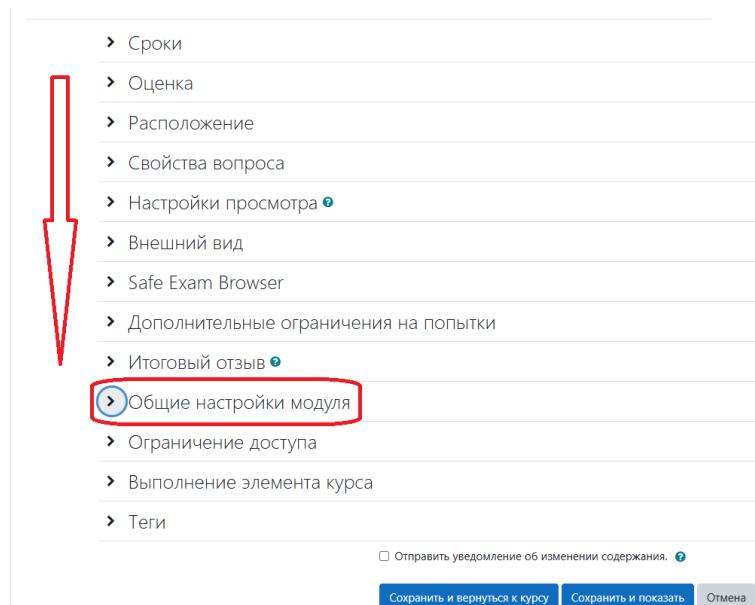 Сроки
Оценка
Расположение
Свойства вопроса
Настройки просмотра
Внешний вид
Safe Exam Browser
Дополнительные ограничения на попытки
Итоговый отзыв
Общие настройки модуля
Ограничение доступа
Выполнение элемента курса
Теги
Отправить уведомление об изменении содержания.
Сохранить и вернуться к курсу Сохранить и показать Отмена